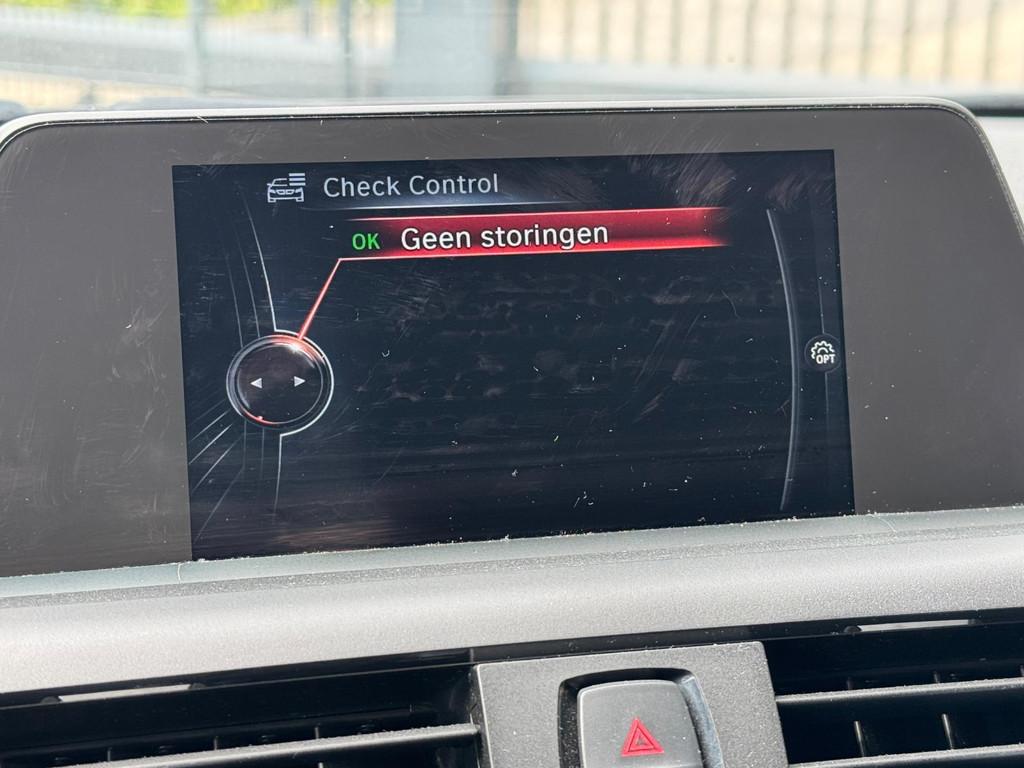 Check Control
OK Geen storingen
OPT